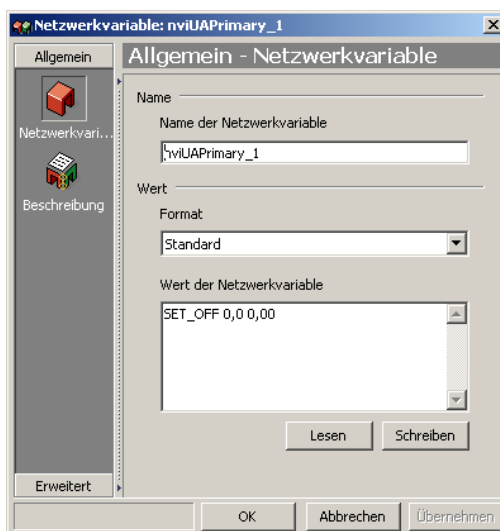 Netzwerkvariable: nviUAPrimary_1
Allgemein
Allgemein - Netzwerkvariable
Netzwerkvari...
Beschreibung
Name
Name der Netzwerkvariable
nviUAPrimary_1
Wert
Format
Standard
Wert der Netzwerkvariable
SET_OFF 0,0 0,00
Lesen
Schreiben
Erweitert
OK
Abbrechen
Übernehmen